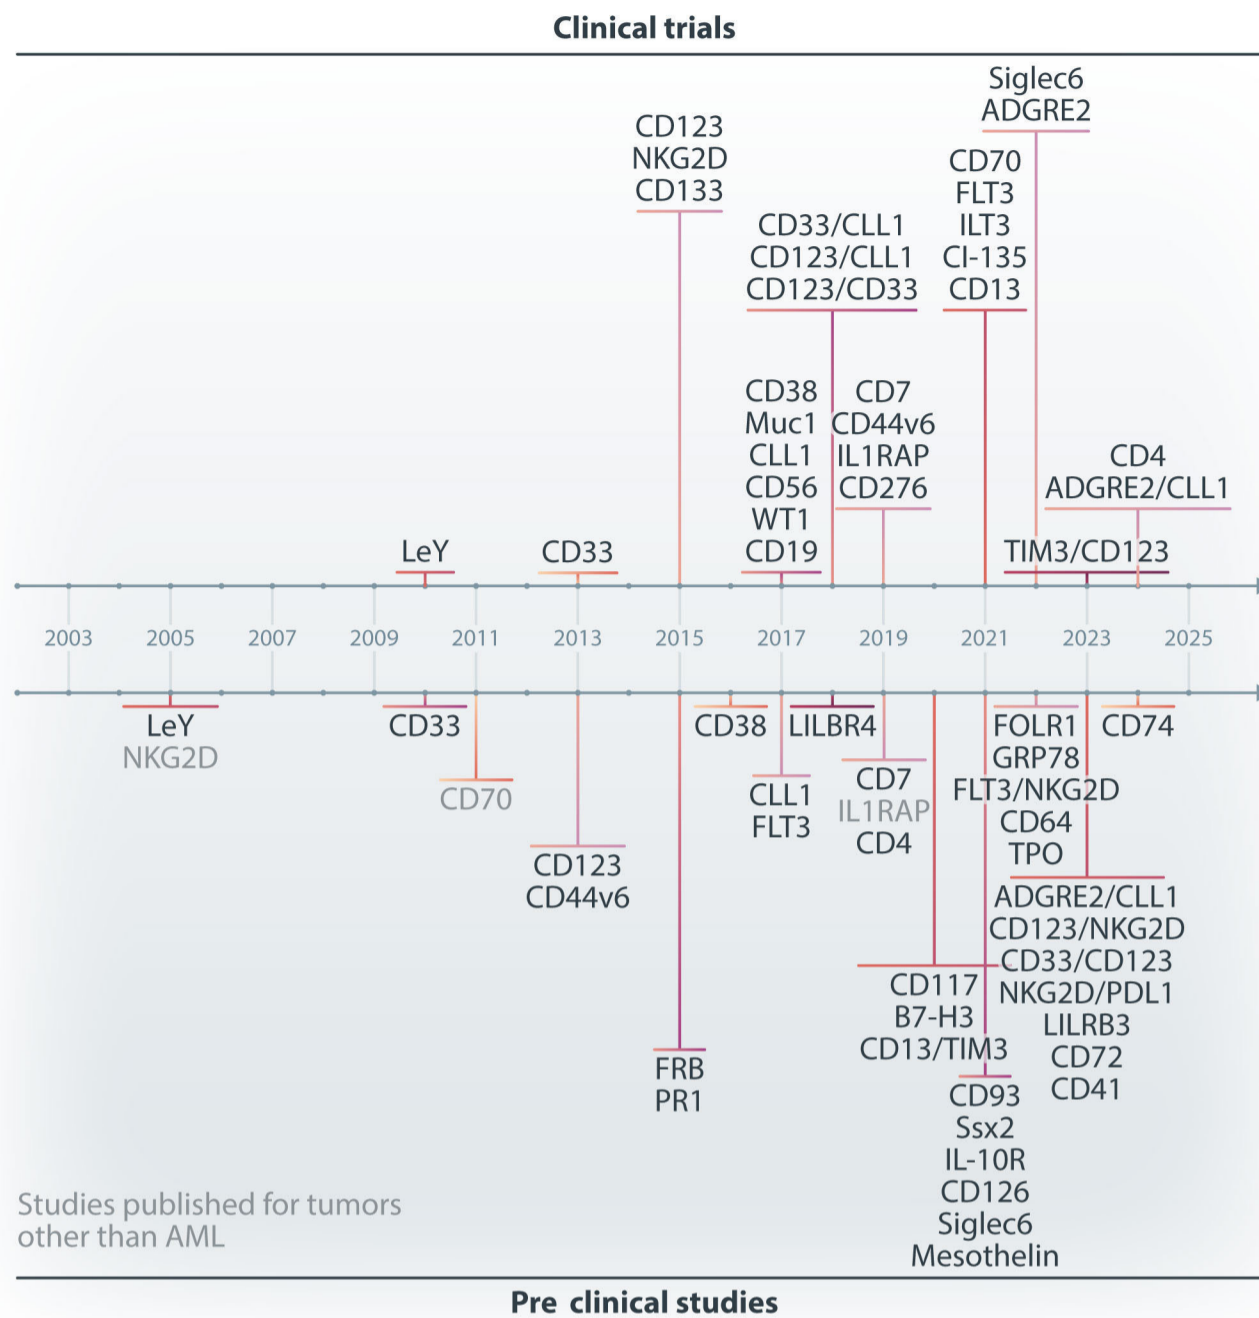 Clinical trials
Siglec6
ADGRE2
CD123
NKG2D
CD133
CD70
FLT3
ILT3
CI-135
CD13
CD33/CLL1
CD123/CLL1
CD123/CD33
CD38
Muc1
CLL1
CD56
WT1
CD19
CD7
CD44v6
IL1RAP
CD276
CD4
ADGRE2/CLL1
LeY
CD33
TIM3/CD123
2003 2005 2007 2009 2011 2013 2015 2017 2019 2021 2023 2025
LeY
NKG2D
CD33
CD70
CD123
CD44v6
FRB
PR1
CD38
CLL1
FLT3
LILBR4
CD7
IL1RAP
CD4
CD117
B7-H3
CD13/TIM3
CD93
Ssx2
IL-10R
CD126
Siglec6
Mesothelin
FOLR1
GRP78
FLT3/NKG2D
CD64
TPO
ADGRE2/CLL1
CD123/NKG2D
CD33/CD123
NKG2D/PDL1
LILRB3
CD72
CD41
CD74
Studies published for tumors
other than AML
Pre clinical studies